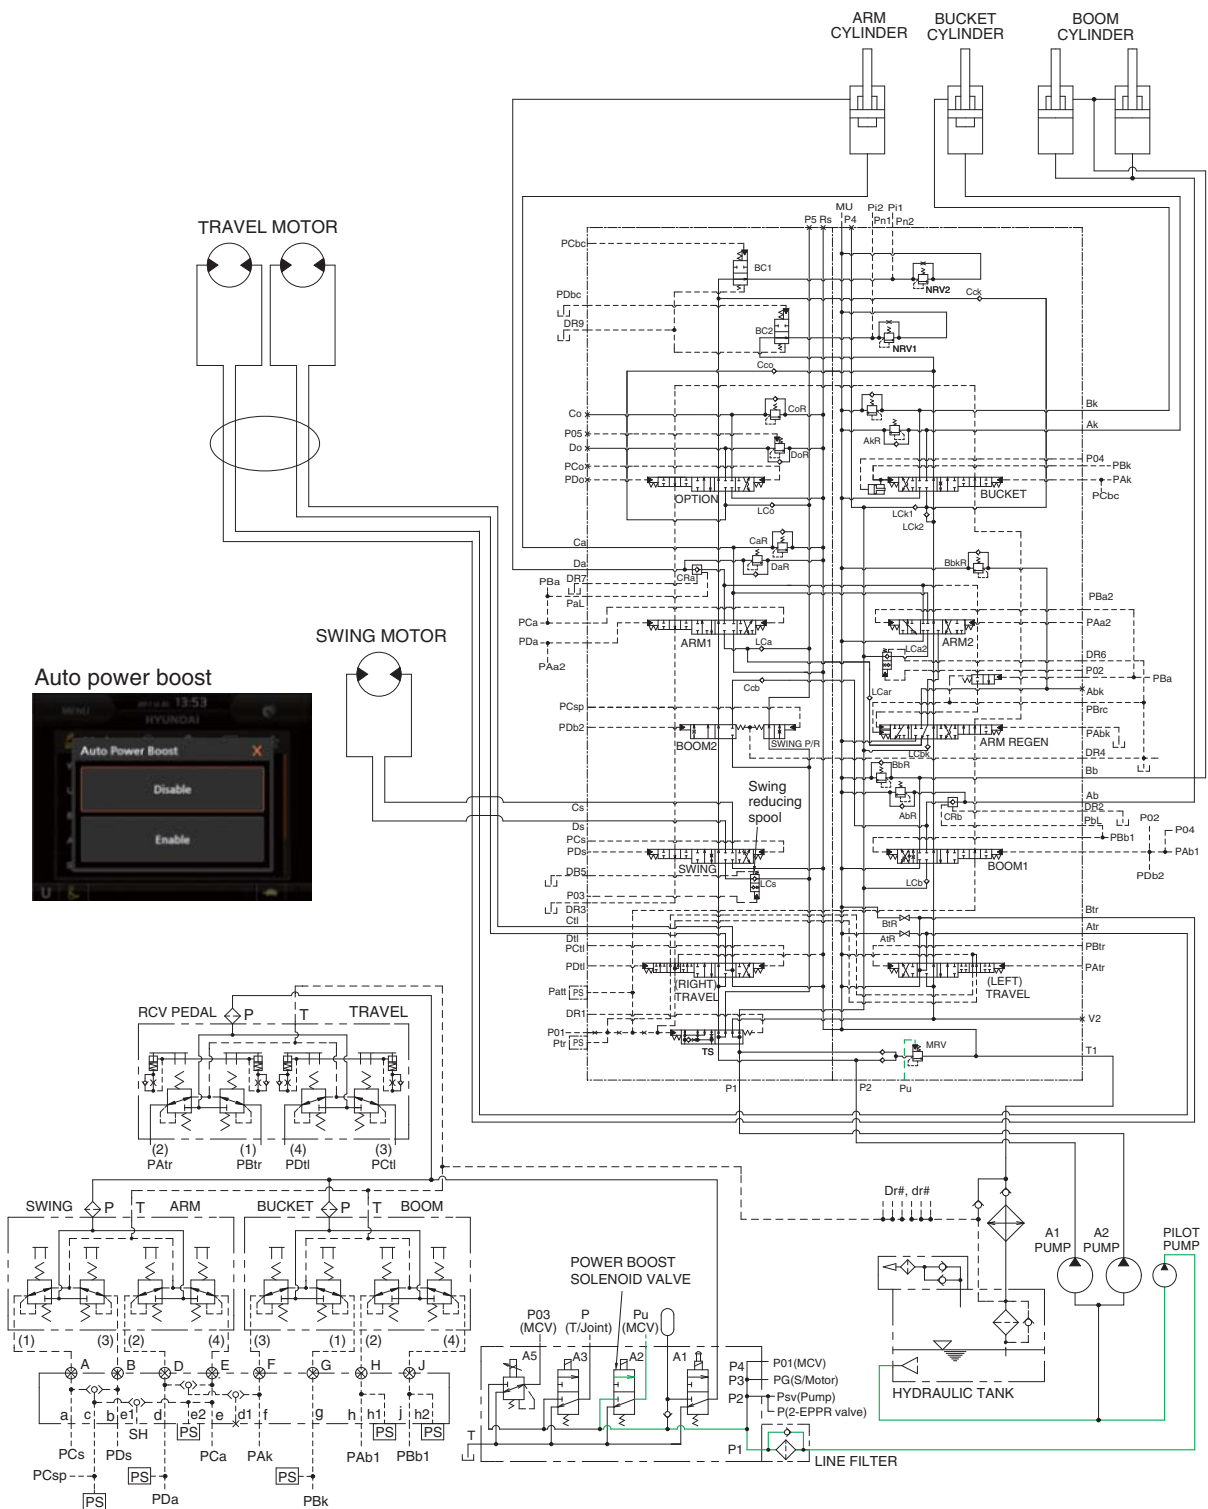 ARM
CYLINDER
BUCKET
CYLINDER
BOOM
CYLINDER
TRAVEL MOTOR
P5 Rs
MU
P4
Pi2 Pi1
Pn1 Pn2
PCbc
BC1
NRV2
Cck
PDbc
DR9
BC2
NRV1
Cco
Co
CoR
Bk
P05
Do
DoR
AkR
Ak
PCo
PDo
OPTION
BUCKET
P04
PBk
PAk
PCbc
LCo
LCk1
LCk2
Ca
CaR
Da
DaR
CRa
BbkR
PBa
DR7
PaL
PCa
PDa
PAa2
ARM1
ARM2
PBa2
PAa2
LCa
LCa2
DR6
P02
PBa
Ccb
LCar
Abk
PCsp
PDb2
BOOM2
SWING P/R
ARM REGEN
PBrc
PAbk
LCbk
DR4
Bb
BbR
Swing
reducing
spool
AbR
CRb
Ab
DR2
PbL
PBb1
P02
P04
PAb1
PDb2
SWING MOTOR
Cs
Ds
PCs
PDs
SWING
BOOM1
DR5
LCs
LCb
P03
DR3
Ctl
Btr
BtR
Atr
AtR
Dtl
PCtl
PBtr
PDtl
(RIGHT)
TRAVEL
(LEFT)
TRAVEL
PAtr
Patt PS
DR1
P01
Ptr PS
TS
V2
MRV
T1
P1
P2
Pu
Auto power boost
MENU
13:53
HYUNDAI
Auto Power Boost X
Disable
Enable
U
RCV PEDAL P T TRAVEL
(2) (1) (4) (3)
PAtr PBtr PDtl PCtl
SWING P T ARM
BUCKET P T BOOM
(1) (3) (2) (4) (3) (1) (2) (4)
A B D E F G H J
a c b e1 d e2 e d1 f g h h1 j h2
SH
PS
PS
PS
PCs PDs PCa PAk PAb1 PBb1
PCsp
PS
PS
PS
PDa
PBk
POWER BOOST
SOLENOID VALVE
P03
(MCV)
P
(T/Joint)
Pu
(MCV)
A5 A3 A2 A1
P4
P3
P2
P01(MCV)
PG(S/Motor)
Psv(Pump)
P(2-EPPR valve)
T
P1
LINE FILTER
Dr#, dr#
HYDRAULIC TANK
A1
PUMP
A2
PUMP
PILOT
PUMP